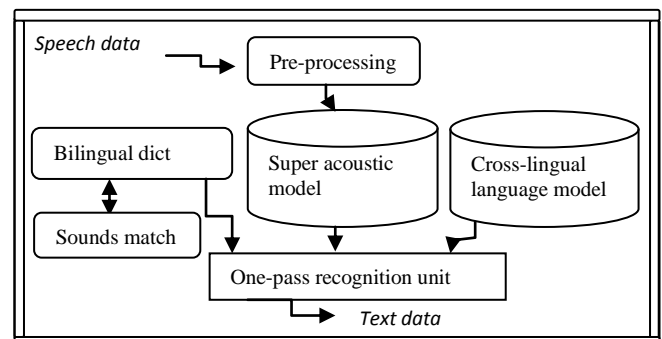 Speech data
Pre-processing
Bilingual dict
Super acoustic
model
Cross-lingual
language model
Sounds match
One-pass recognition unit
Text data